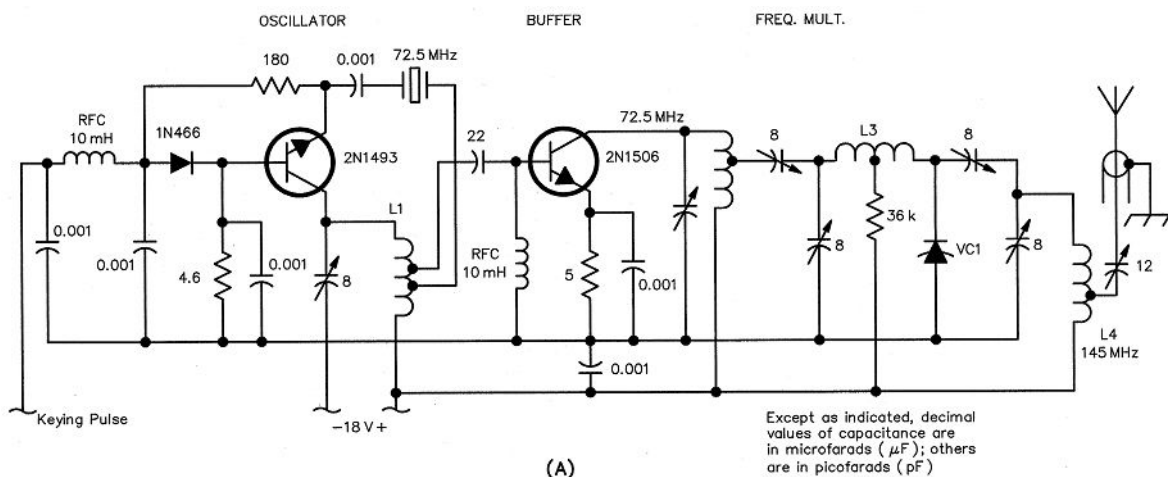 OSCILLATOR
BUFFER
FREQ. MULT.
180
0.001
72.5 MHz
RFC
10 mH
1N466
2N1493
22
2N1506
72.5 MHz
8
L3
8
0.001
0.001
4.6
0.001
8
L1
RFC
10 mH
5
0.001
8
36 k
VC1
8
12
L4
145 MHz
0.001
Keying Pulse
−18 V+
Except as indicated, decimal
values of capacitance are
in microfarads (μF); others
are in picofarads (pF)
(A)